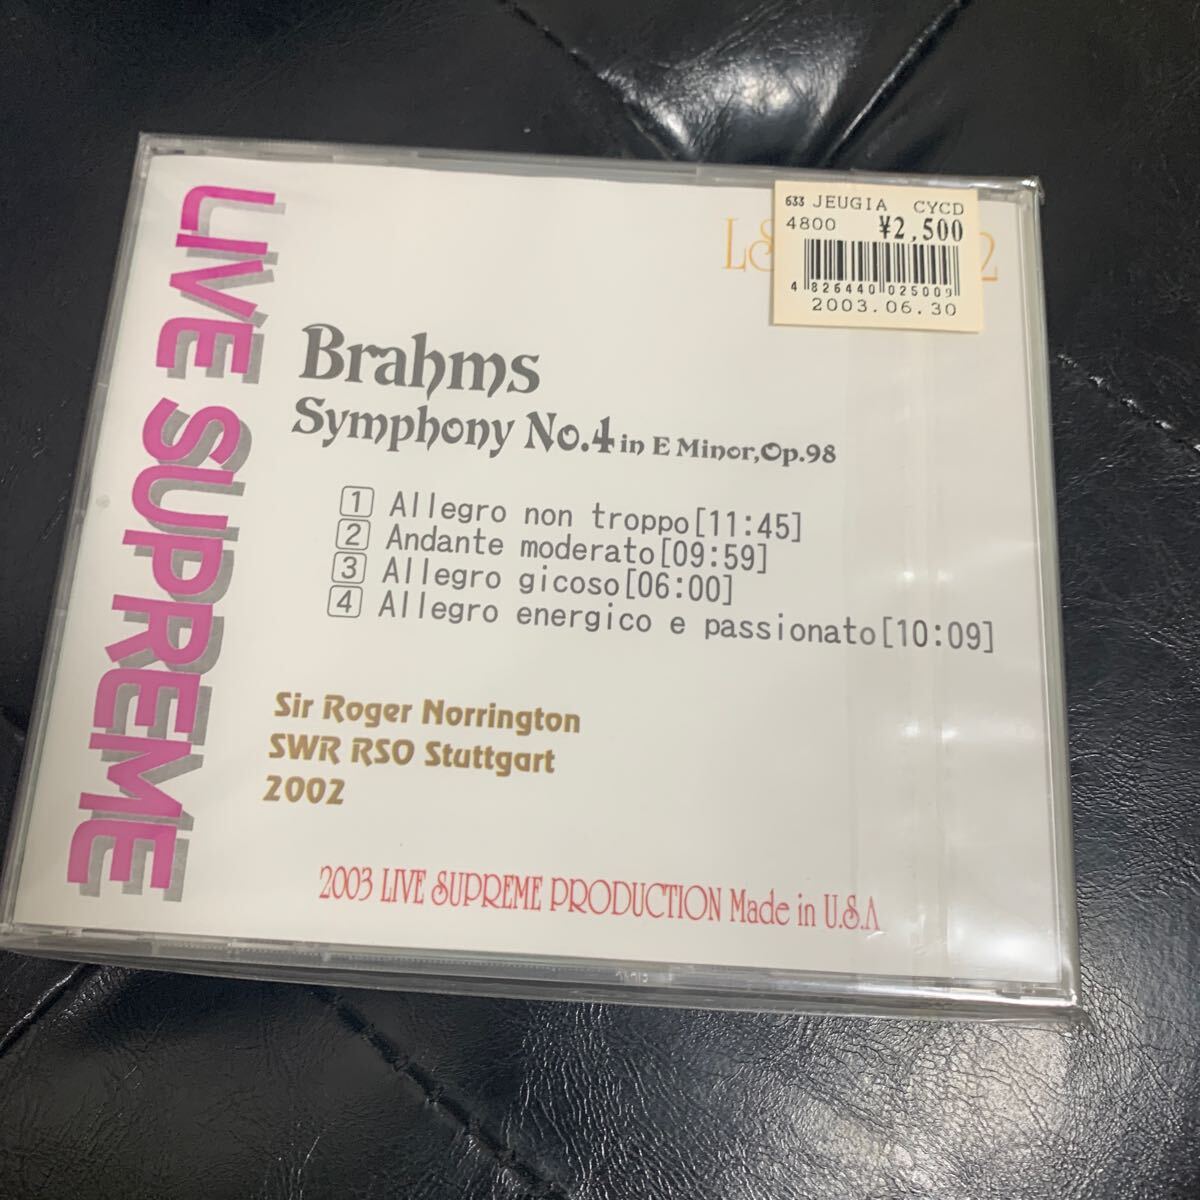 LIVE SUPREME
633 JEUGIA CYCD
4800 ¥2,500
4 826440 025009
2003.06.30
Brahms
Symphony No.4 in E Minor,Op.98
1 Allegro non troppo[11:45]
2 Andante moderato[09:59]
3 Allegro gicoso[06:00]
4 Allegro energico e passionato[10:09]
Sir Roger Norrington
SWR RSO Stuttgart
2002
2003 LIVE SUPREME PRODUCTION Made in U.S.A